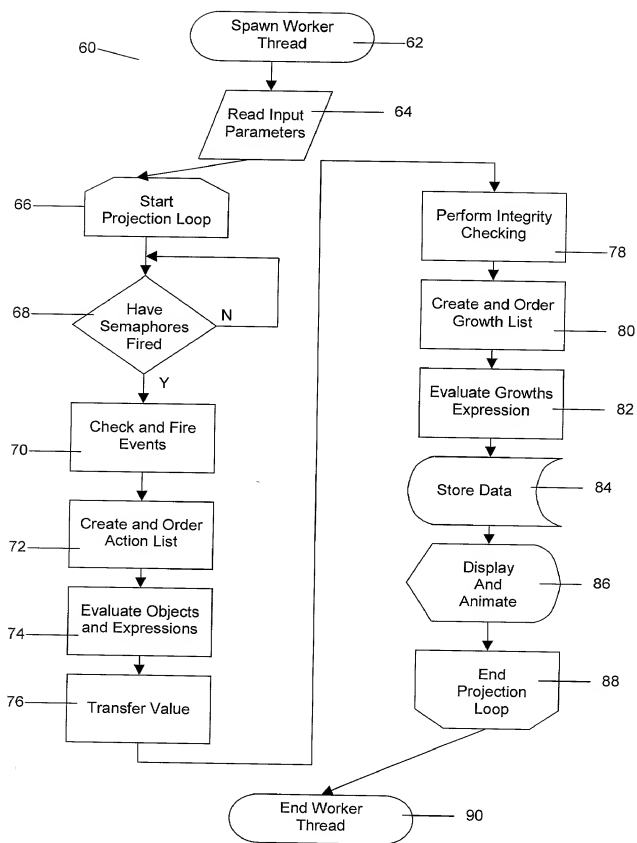 Spawn Worker
Thread
62
60
Read Input
Parameters
64
Start
Projection Loop
66
Have
Semaphores
Fired
68
N
Y
Check and Fire
Events
70
Create and Order
Action List
72
Evaluate Objects
and Expressions
74
Transfer Value
76
Perform Integrity
Checking
78
Create and Order
Growth List
80
Evaluate Growths
Expression
82
Store Data
84
Display
And
Animate
86
End
Projection
Loop
88
End Worker
Thread
90